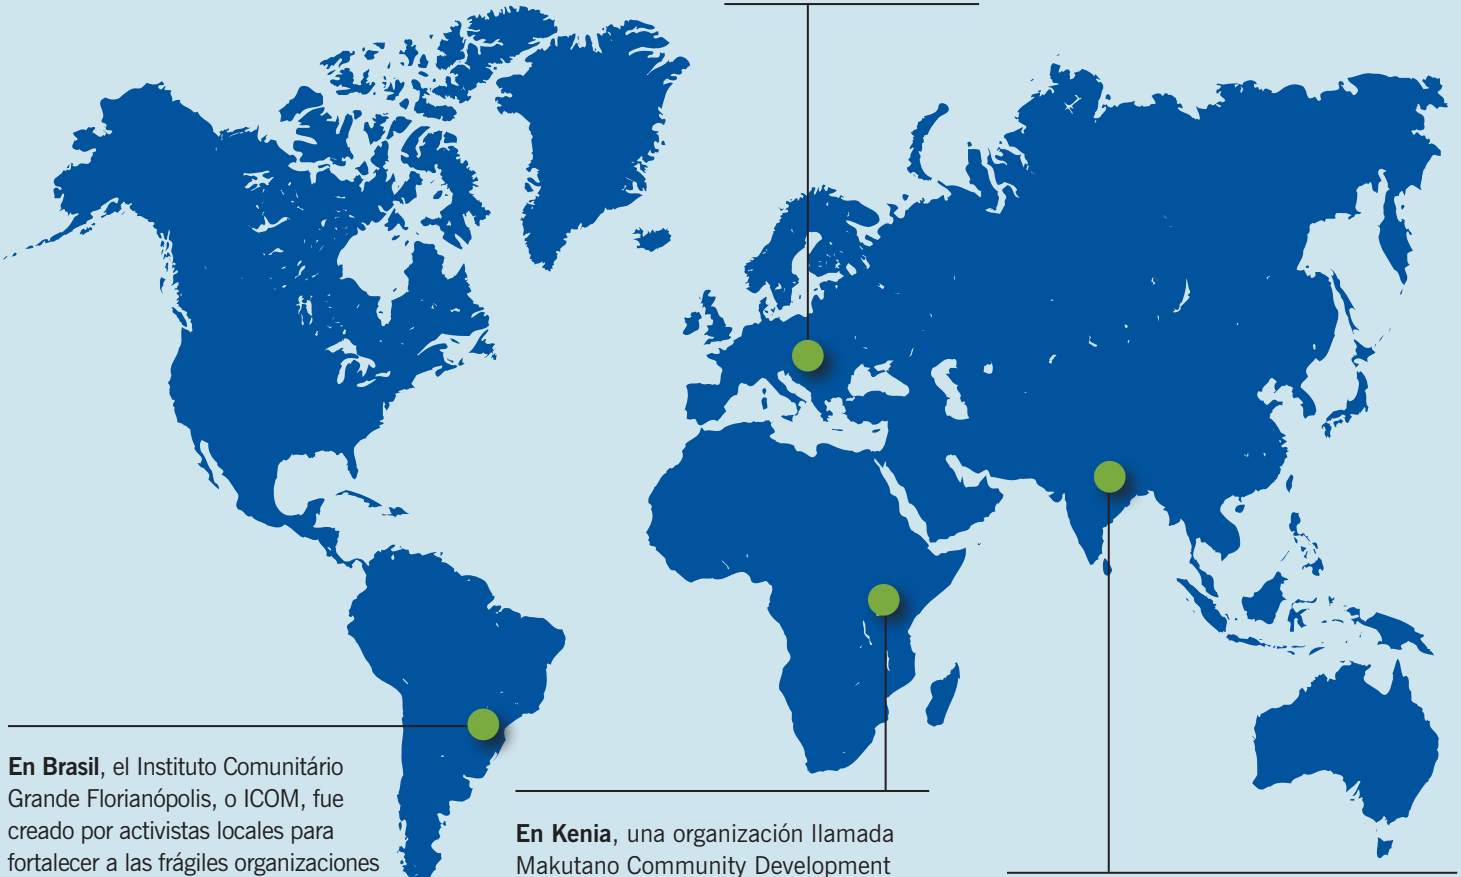 En Brasil, el Instituto Comunitário
Grande Florianópolis, o ICOM, fue
creado por activistas locales para
fortalecer a las frágiles organizaciones
En Kenia, una organización llamada
Makutano Community Development